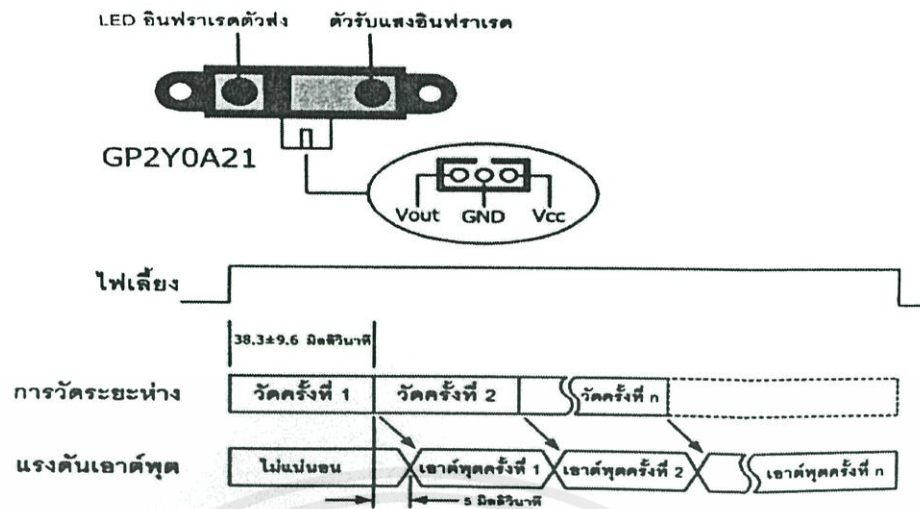 LED อินฟราเรดตัวส่ง ตัวรับแสงอินฟราเรด
GP2Y0A21
Vout GND Vcc
ไฟเลี้ยง
38.3±9.6 มิลลิวินาที
การวัดระยะห่าง วัดครั้งที่ 1 วัดครั้งที่ 2 วัดครั้งที่ n
แรงดันเอาต์พุต ไม่แน่นอน เอาต์พุตครั้งที่ 1 เอาต์พุตครั้งที่ 2 เอาต์พุตครั้งที่ n
5 มิลลิวินาที